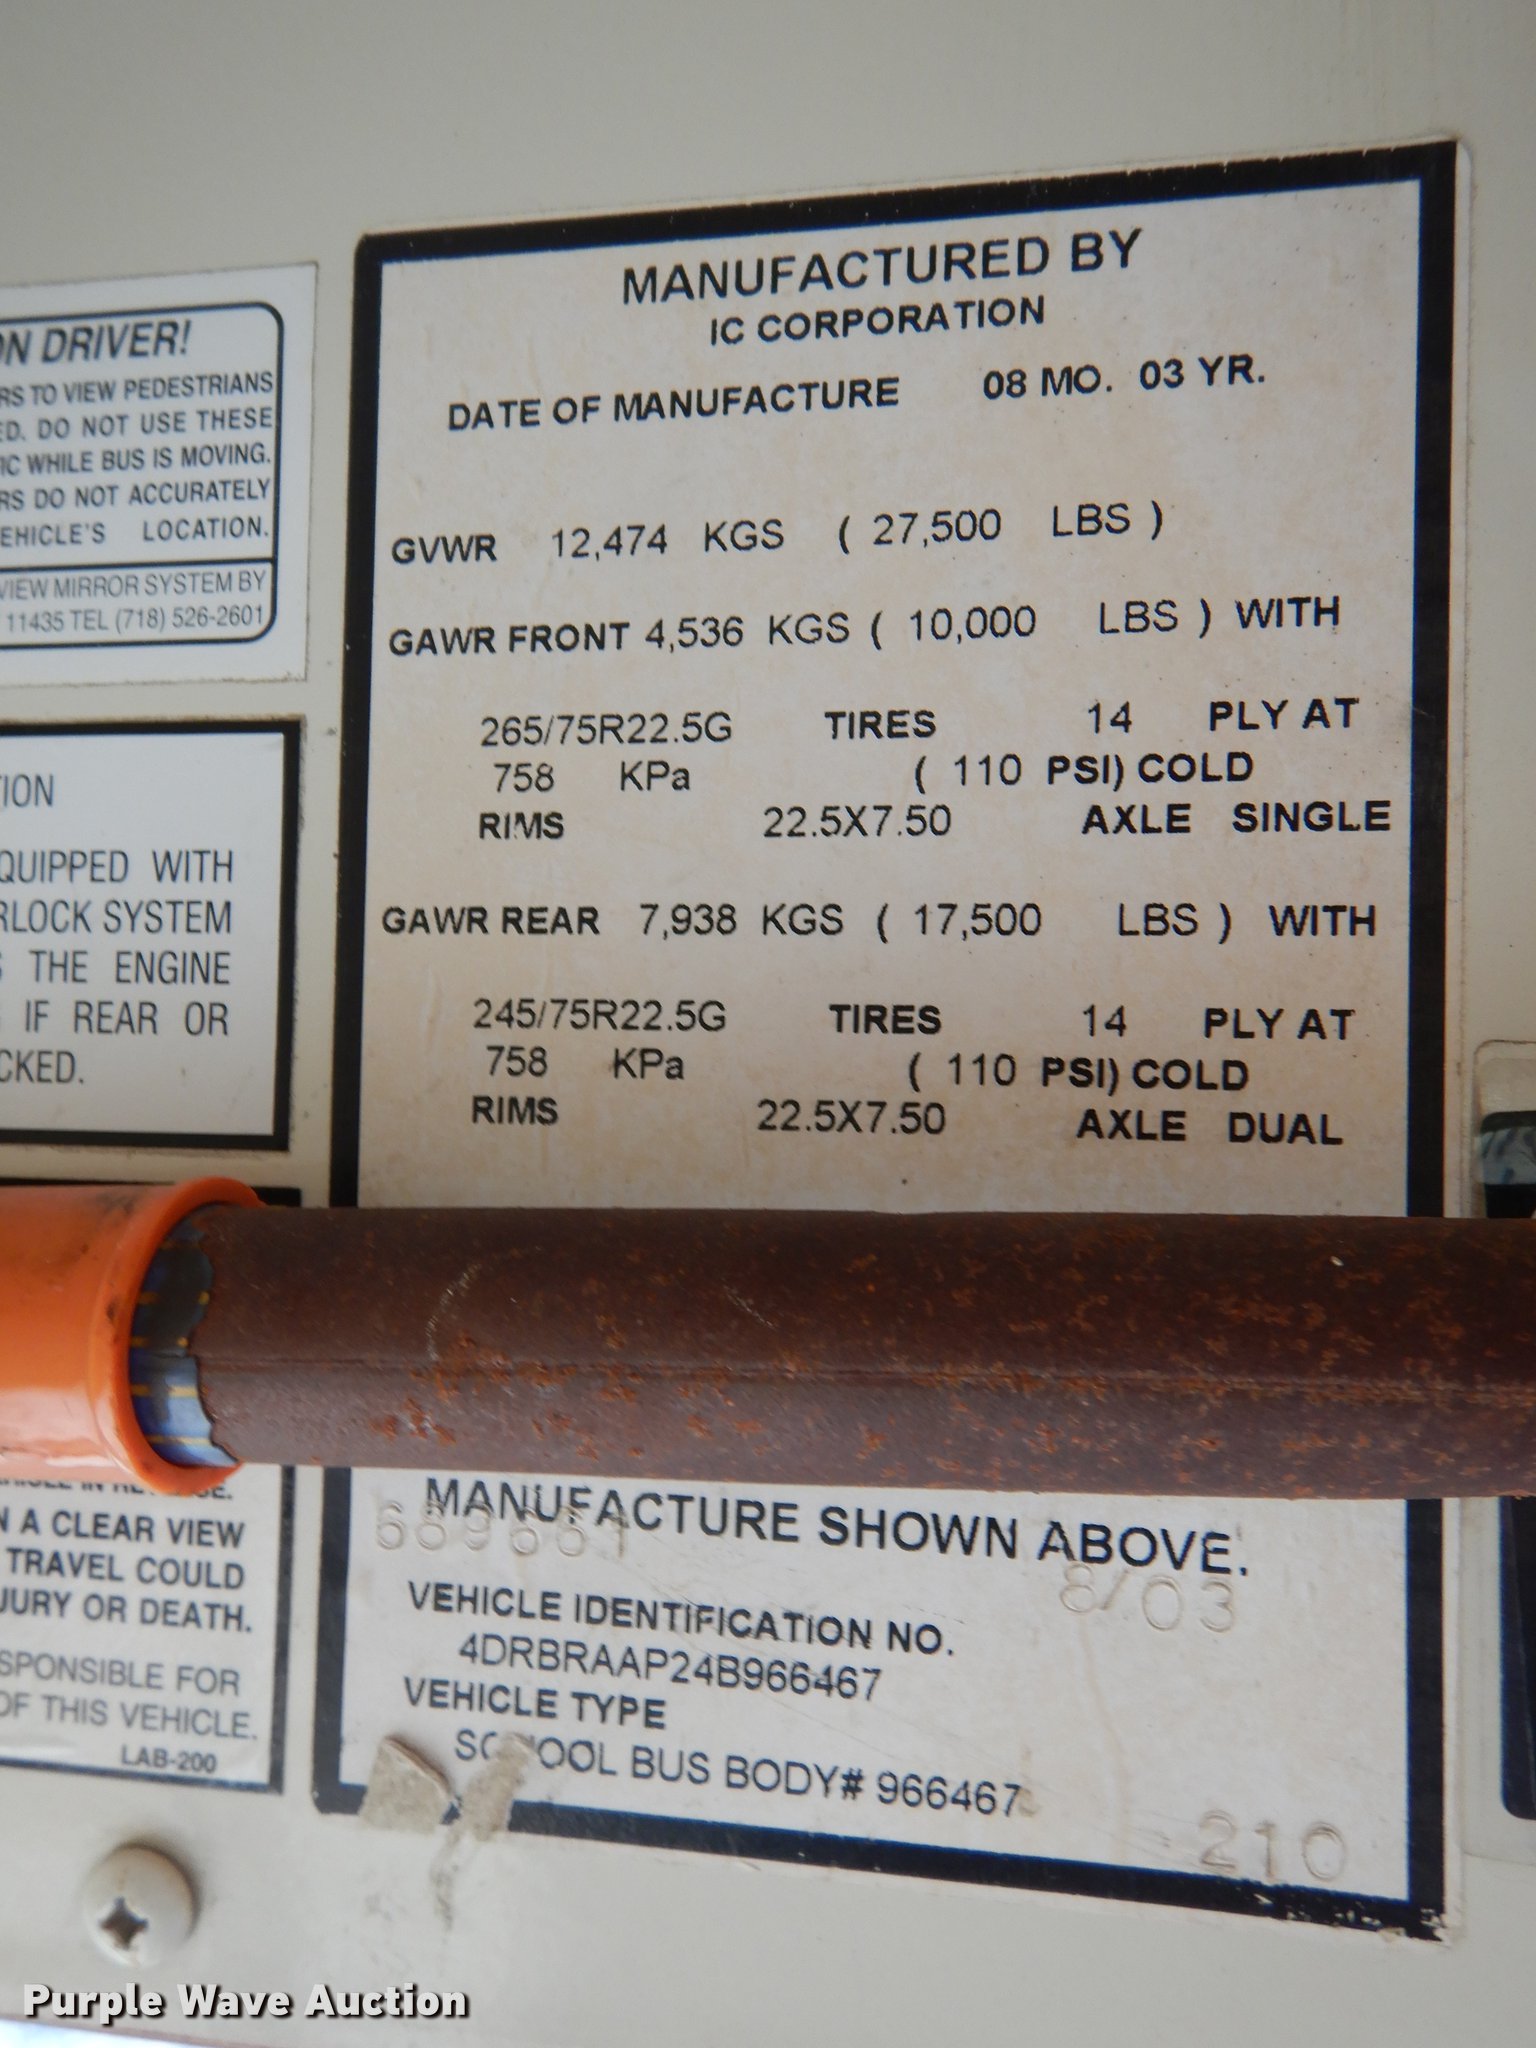 ON DRIVER!
RS TO VIEW PEDESTRIANS
ED. DO NOT USE THESE
IC WHILE BUS IS MOVING.
RS DO NOT ACCURATELY
EHICLE'S LOCATION.
VIEW MIRROR SYSTEM BY
11435 TEL (718) 526-2601
TION
QUIPPED WITH
RLOCK SYSTEM
S THE ENGINE
G IF REAR OR
CKED.
N A CLEAR VIEW
TRAVEL COULD
JURY OR DEATH.
SPONSIBLE FOR
OF THIS VEHICLE.
LAB-200
MANUFACTURED BY
IC CORPORATION
DATE OF MANUFACTURE 08 MO. 03 YR.
GVWR 12,474 KGS ( 27,500 LBS )
GAWR FRONT 4,536 KGS ( 10,000 LBS ) WITH
265/75R22.5G TIRES 14 PLY AT
758 KPa ( 110 PSI) COLD
RIMS 22.5X7.50 AXLE SINGLE
GAWR REAR 7,938 KGS ( 17,500 LBS ) WITH
245/75R22.5G TIRES 14 PLY AT
758 KPa ( 110 PSI) COLD
RIMS 22.5X7.50 AXLE DUAL
MANUFACTURE SHOWN ABOVE.
8/03
VEHICLE IDENTIFICATION NO.
4DRBRAAP24B966467
VEHICLE TYPE
SCHOOL BUS BODY# 966467
210
Purple Wave Auction